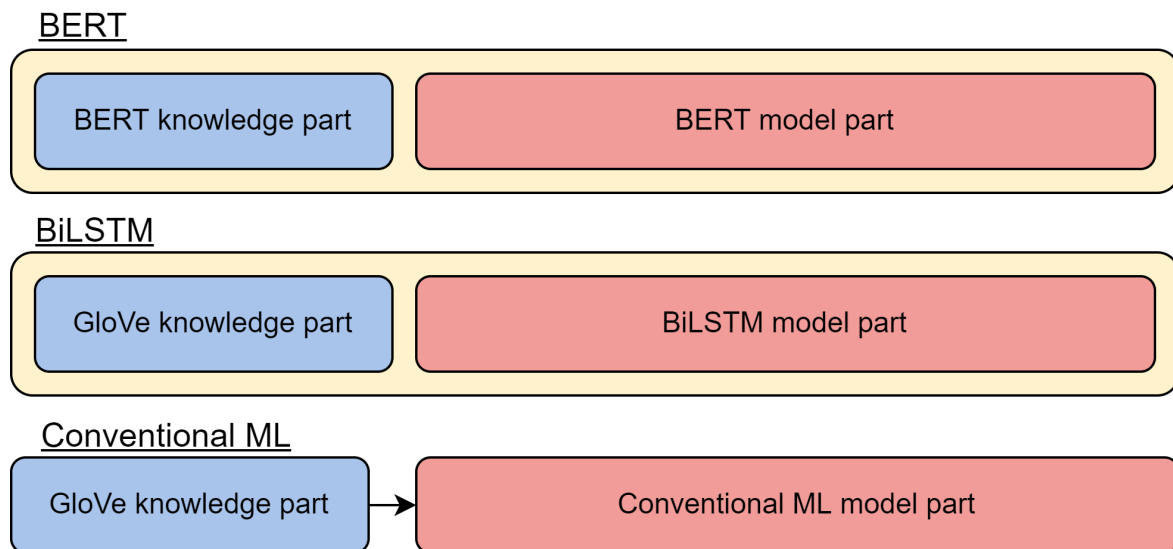 BERT
BERT knowledge part
BERT model part
BiLSTM
GloVe knowledge part
BiLSTM model part
Conventional ML
GloVe knowledge part
Conventional ML model part